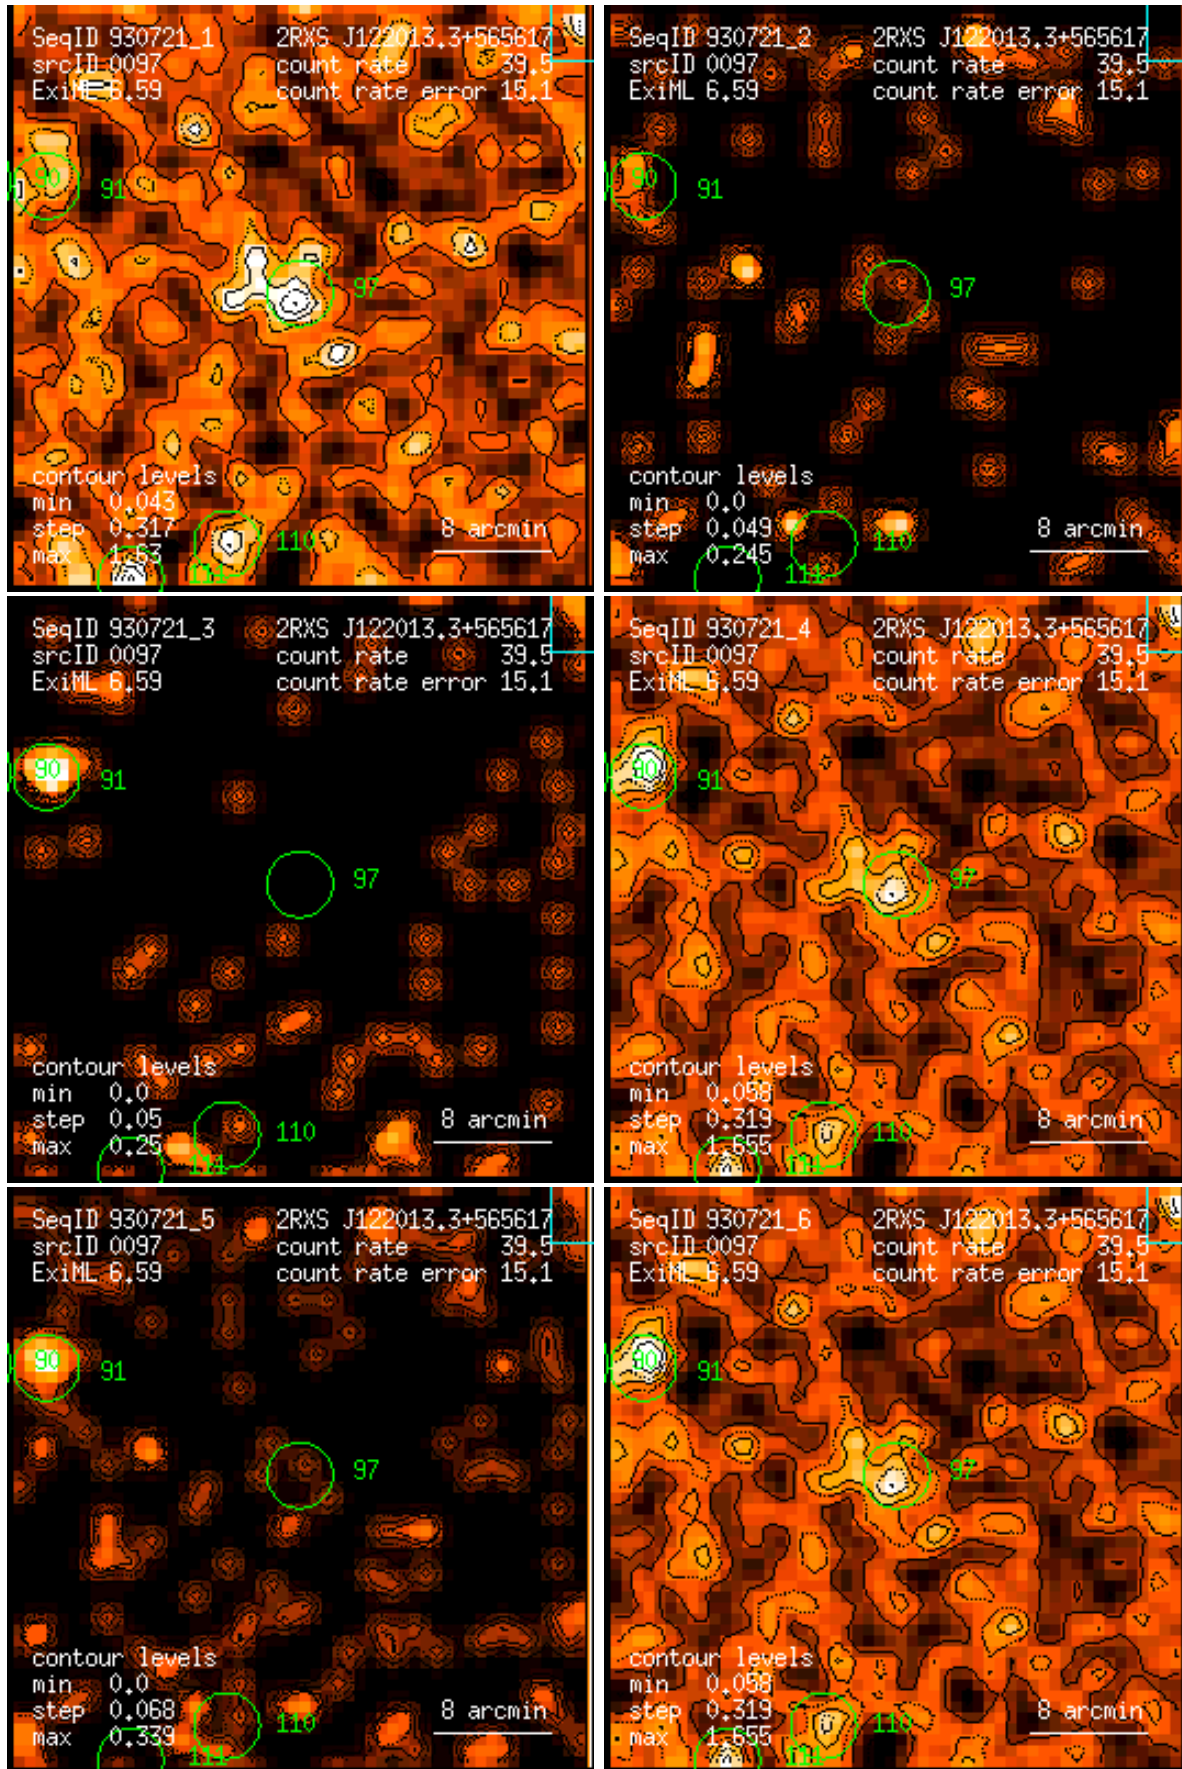 SeqID 930721_1 2RXS J122013.3+565617
srcID 0097 count rate 39.5
ExiML 6.59 count rate error 15.1
90 91
97
contour levels
min 0.043
step 0.317 8 arcmin
110
max 1.63
111
SeqID 930721_2 2RXS J122013.3+565617
srcID 0097 count rate 39.5
ExiML 6.59 count rate error 15.1
90 91
97
contour levels
min 0.0
step 0.049 8 arcmin
110
max 0.245
111
SeqID 930721_3 2RXS J122013.3+565617
srcID 0097 count rate 39.5
ExiML 6.59 count rate error 15.1
90 91
97
contour levels
min 0.0
step 0.05 8 arcmin
110
max 0.25
111
SeqID 930721_4 2RXS J122013.3+565617
srcID 0097 count rate 39.5
ExiML 6.59 count rate error 15.1
90 91
97
contour levels
min 0.058
step 0.319 8 arcmin
110
max 1.655
111
SeqID 930721_5 2RXS J122013.3+565617
srcID 0097 count rate 39.5
ExiML 6.59 count rate error 15.1
90 91
97
contour levels
min 0.0
step 0.068 8 arcmin
110
max 0.339
111
SeqID 930721_6 2RXS J122013.3+565617
srcID 0097 count rate 39.5
ExiML 6.59 count rate error 15.1
90 91
97
contour levels
min 0.058
step 0.319 8 arcmin
110
max 1.655
111